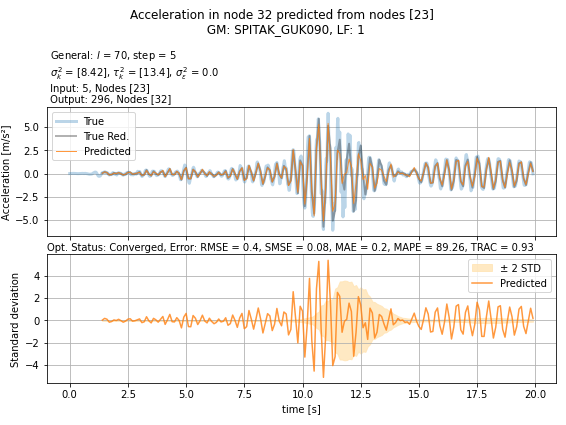 Acceleration in node 32 predicted from nodes [23]
GM: SPITAK_GUK090, LF: 1
General: l = 70, step = 5
σ²ₖ = [8.42], τ²ₖ = [13.4], σ²ε = 0.0
Input: 5, Nodes [23]
Output: 296, Nodes [32]
Acceleration [m/s²]
5.0
2.5
0.0
−2.5
−5.0
True
True Red.
Predicted
Opt. Status: Converged, Error: RMSE = 0.4, SMSE = 0.08, MAE = 0.2, MAPE = 89.26, TRAC = 0.93
Standard deviation
4
2
0
−2
−4
± 2 STD
Predicted
0.0 2.5 5.0 7.5 10.0 12.5 15.0 17.5 20.0
time [s]